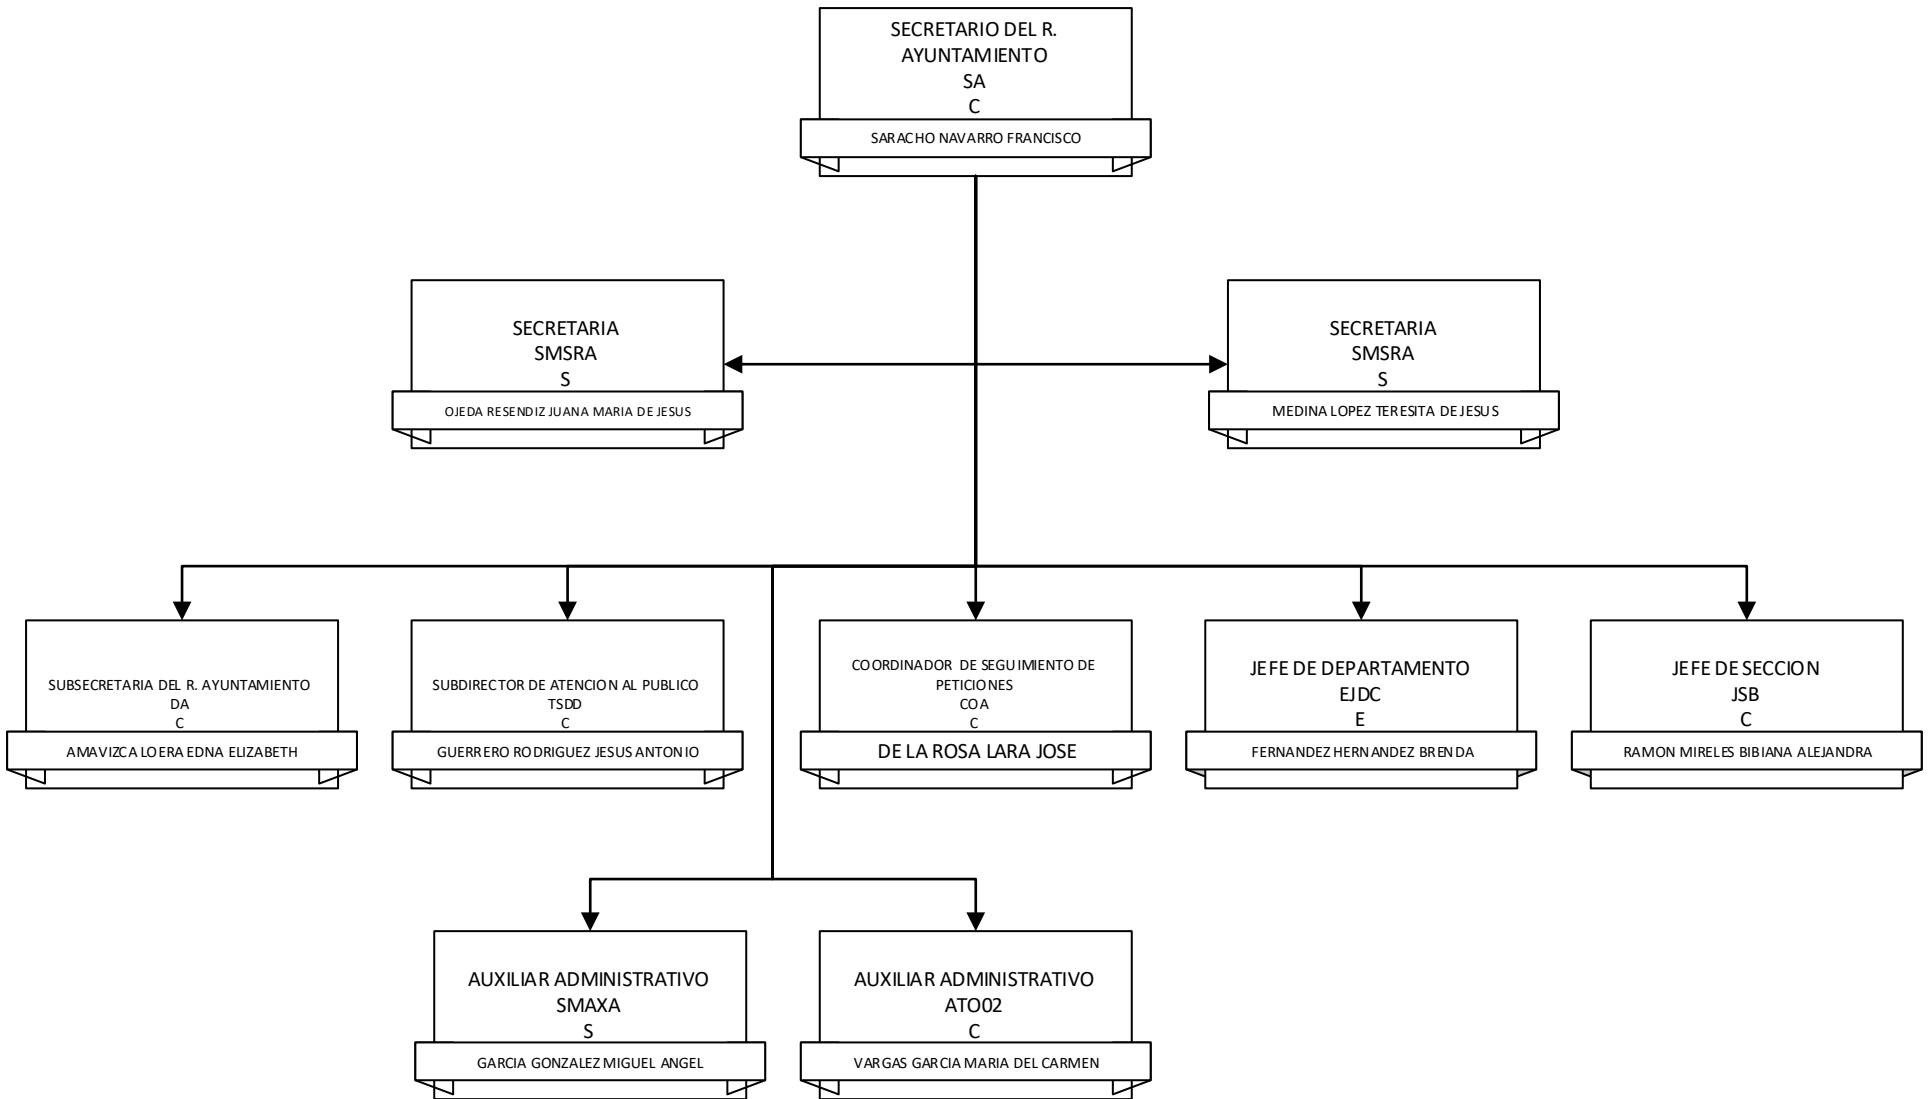 SECRETARIO DEL R.
AYUNTAMIENTO
SA
C
SARACHO NAVARRO FRANCISCO
SECRETARIA
SMSRA
S
OJEDA RESENDIZ JUANA MARIA DE JESUS
SECRETARIA
SMSRA
S
MEDINA LOPEZ TERESITA DE JESUS
SUBSECRETARIA DEL R. AYUNTAMIENTO
DA
C
AMAVIZCA LOERA EDNA ELIZABETH
SUBDIRECTOR DE ATENCION AL PUBLICO
TSDD
C
GUERRERO RODRIGUEZ JESUS ANTONIO
COORDINADOR DE SEGUIMIENTO DE
PETICIONES
COA
C
DE LA ROSA LARA JOSE
JEFE DE DEPARTAMENTO
EJDC
E
FERNANDEZ HERNANDEZ BRENDA
JEFE DE SECCION
JSB
C
RAMON MIRELES BIBIANA ALEJANDRA
AUXILIAR ADMINISTRATIVO
SMAXA
S
GARCIA GONZALEZ MIGUEL ANGEL
AUXILIAR ADMINISTRATIVO
ATO02
C
VARGAS GARCIA MARIA DEL CARMEN